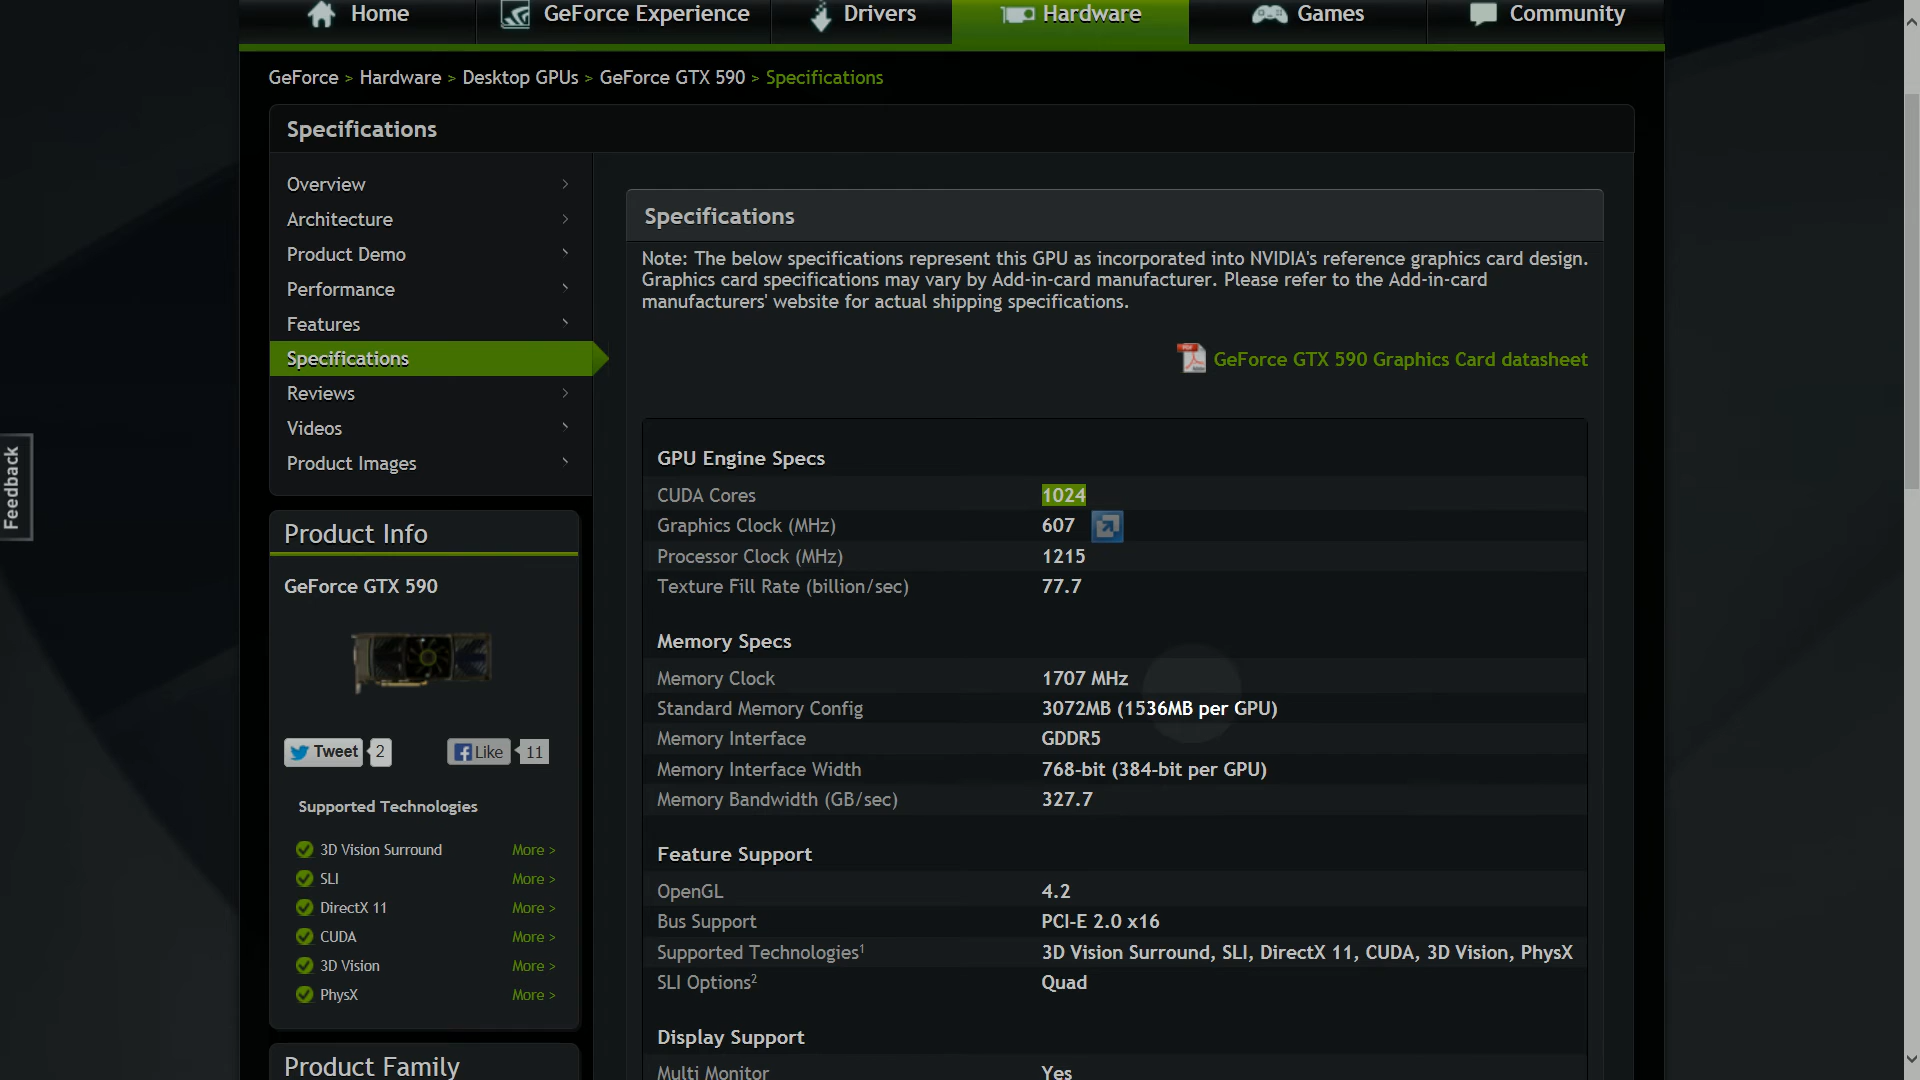 Home
GeForce Experience
Drivers
Hardware
Games
Community
GeForce > Hardware > Desktop GPUs > GeForce GTX 590 > Specifications
Specifications
Overview
Architecture
Product Demo
Performance
Features
Specifications
Reviews
Videos
Product Images
Feedback
Product Info
GeForce GTX 590
Tweet 2
Like 11
Supported Technologies
3D Vision Surround More >
SLI More >
DirectX 11 More >
CUDA More >
3D Vision More >
PhysX More >
Product Family
Specifications
Note: The below specifications represent this GPU as incorporated into NVIDIA's reference graphics card design.
Graphics card specifications may vary by Add-in-card manufacturer. Please refer to the Add-in-card
manufacturers' website for actual shipping specifications.
GeForce GTX 590 Graphics Card datasheet
GPU Engine Specs
CUDA Cores 1024
Graphics Clock (MHz) 607
Processor Clock (MHz) 1215
Texture Fill Rate (billion/sec) 77.7
Memory Specs
Memory Clock 1707 MHz
Standard Memory Config 3072MB (1536MB per GPU)
Memory Interface GDDR5
Memory Interface Width 768-bit (384-bit per GPU)
Memory Bandwidth (GB/sec) 327.7
Feature Support
OpenGL 4.2
Bus Support PCI-E 2.0 x16
Supported Technologies1 3D Vision Surround, SLI, DirectX 11, CUDA, 3D Vision, PhysX
SLI Options2 Quad
Display Support
Multi Monitor Yes